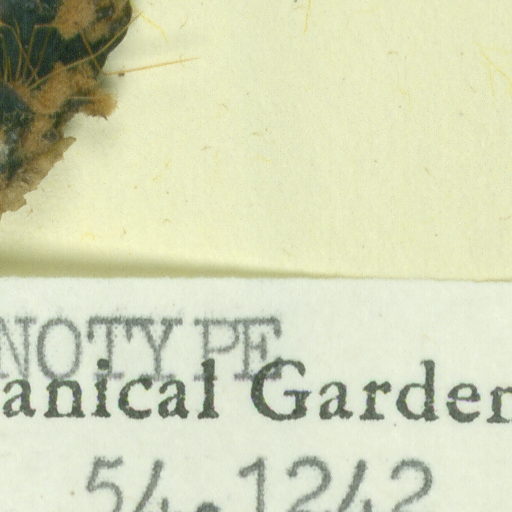 NOTYPE
anical Garden
54.1242